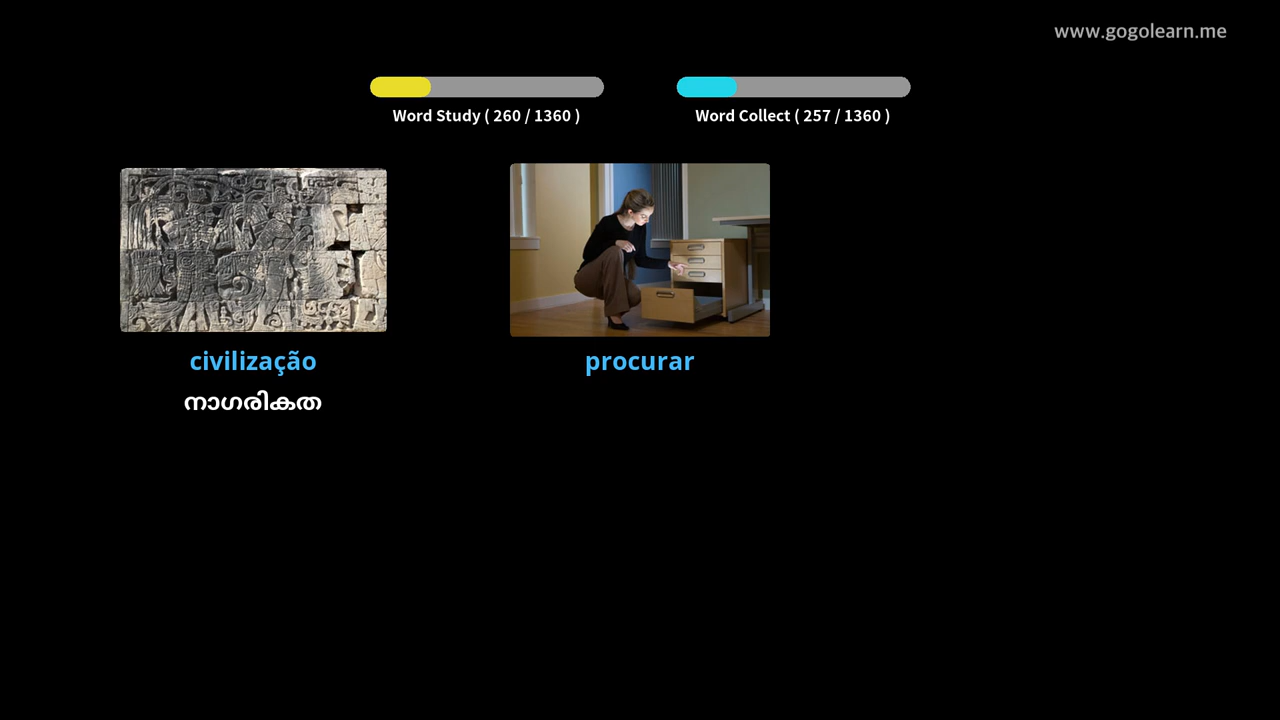 www.gogolearn.me
Word Study ( 260 / 1360 )
Word Collect ( 257 / 1360 )
civilização
procurar
നാഗരികത